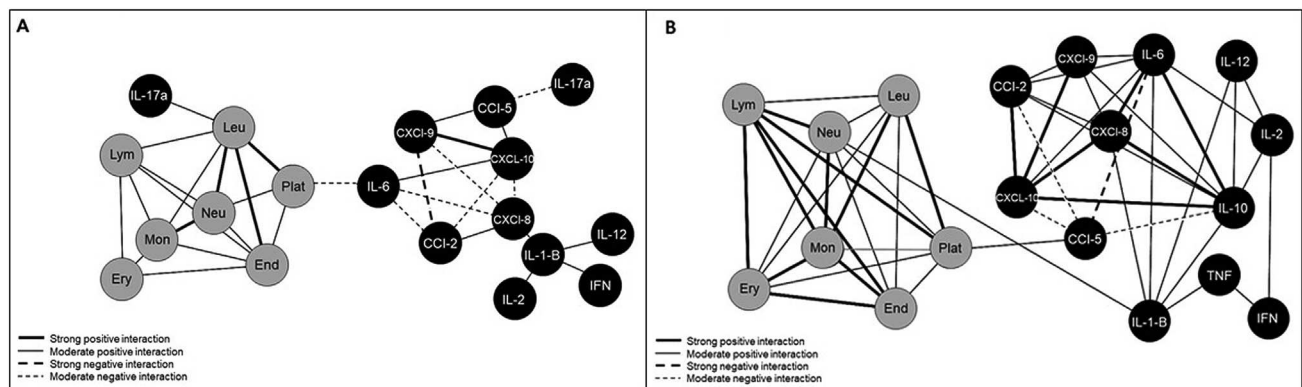 A
IL-17a
Leu
Lym
Plat
Neu
Mon
Ery
End
IL-17a
CCI-5
CXCl-9
CXCL-10
IL-6
CXCl-8
CCI-2
IL-1-B
IL-12
IFN
IL-2
Strong positive interaction
Moderate positive interaction
Strong negative interaction
Moderate negative interaction
B
CXCl-9
IL-6
IL-12
CCI-2
Leu
Lym
Neu
CXCl-8
IL-2
CXCL-10
IL-10
CCI-5
Mon
Plat
TNF
Ery
End
IL-1-B
IFN
Strong positive interaction
Moderate positive interaction
Strong negative interaction
Moderate negative interaction